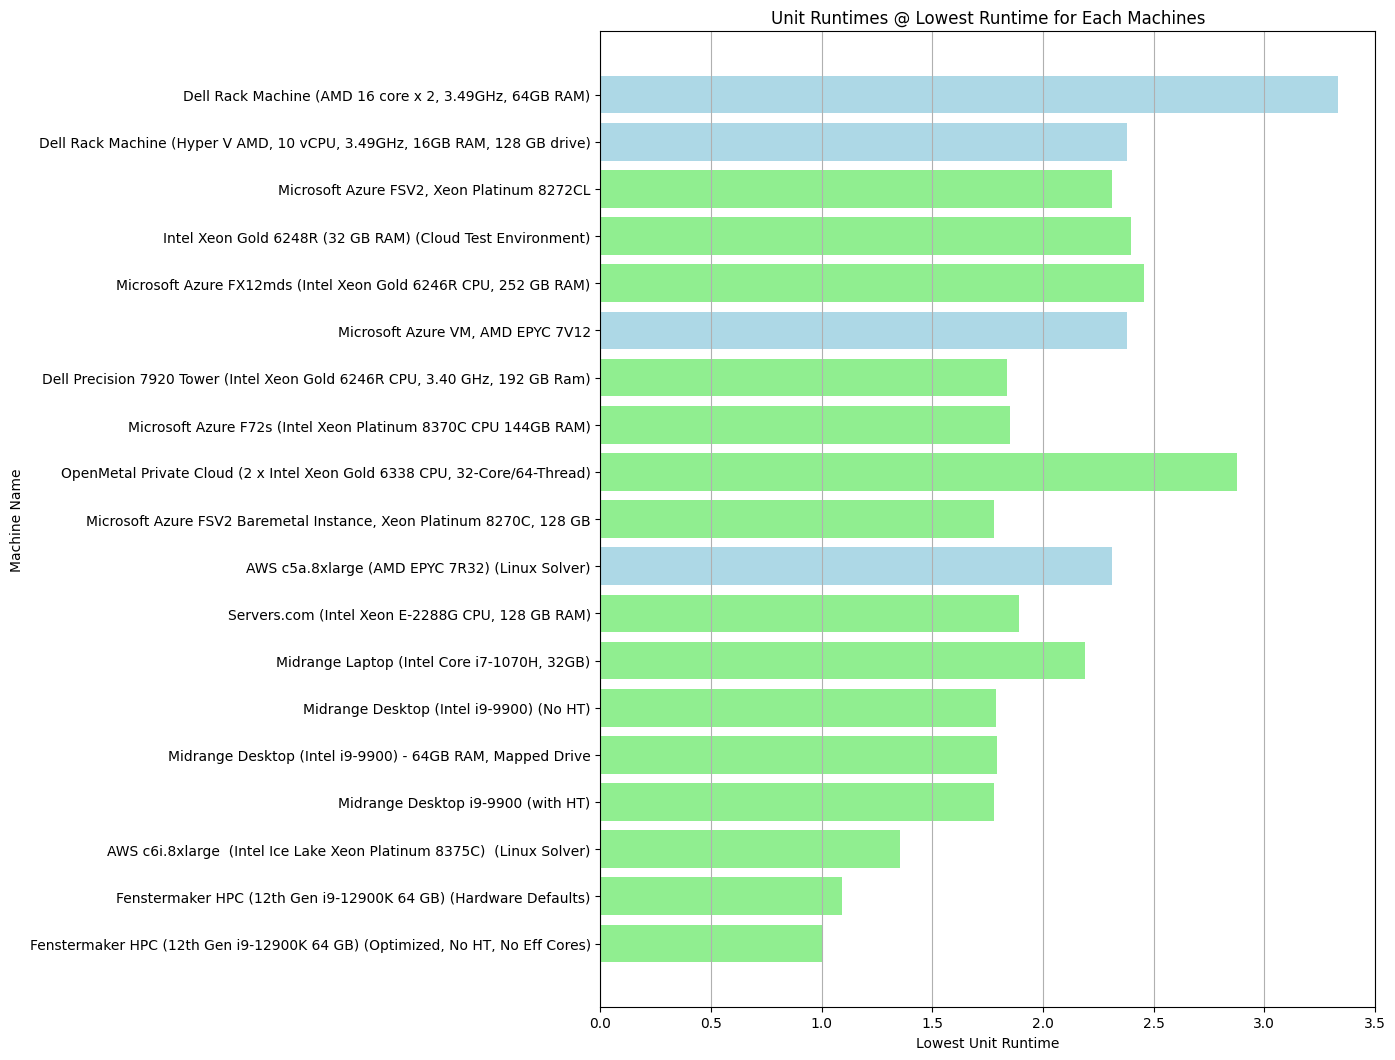 Unit Runtimes @ Lowest Runtime for Each Machines
Dell Rack Machine (AMD 16 core x 2, 3.49GHz, 64GB RAM)
Dell Rack Machine (Hyper V AMD, 10 vCPU, 3.49GHz, 16GB RAM, 128 GB drive)
Microsoft Azure FSV2, Xeon Platinum 8272CL
Intel Xeon Gold 6248R (32 GB RAM) (Cloud Test Environment)
Microsoft Azure FX12mds (Intel Xeon Gold 6246R CPU, 252 GB RAM)
Microsoft Azure VM, AMD EPYC 7V12
Dell Precision 7920 Tower (Intel Xeon Gold 6246R CPU, 3.40 GHz, 192 GB Ram)
Microsoft Azure F72s (Intel Xeon Platinum 8370C CPU 144GB RAM)
OpenMetal Private Cloud (2 x Intel Xeon Gold 6338 CPU, 32-Core/64-Thread)
Microsoft Azure FSV2 Baremetal Instance, Xeon Platinum 8270C, 128 GB
AWS c5a.8xlarge (AMD EPYC 7R32) (Linux Solver)
Servers.com (Intel Xeon E-2288G CPU, 128 GB RAM)
Midrange Laptop (Intel Core i7-1070H, 32GB)
Midrange Desktop (Intel i9-9900) (No HT)
Midrange Desktop (Intel i9-9900) - 64GB RAM, Mapped Drive
Midrange Desktop i9-9900 (with HT)
AWS c6i.8xlarge  (Intel Ice Lake Xeon Platinum 8375C)  (Linux Solver)
Fenstermaker HPC (12th Gen i9-12900K 64 GB) (Hardware Defaults)
Fenstermaker HPC (12th Gen i9-12900K 64 GB) (Optimized, No HT, No Eff Cores)
Machine Name
0.0 0.5 1.0 1.5 2.0 2.5 3.0 3.5
Lowest Unit Runtime